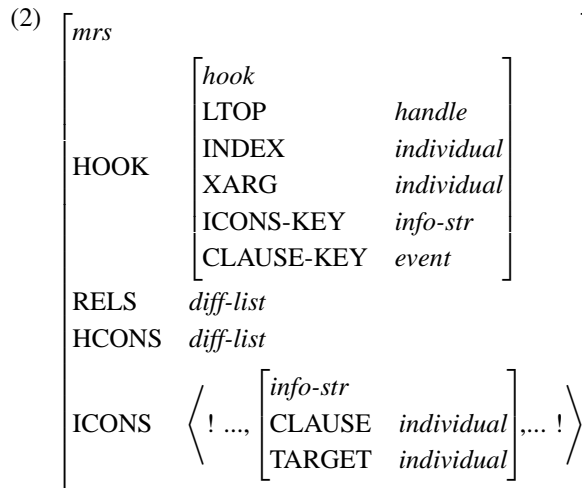 (2)
mrs
HOOK
hook
LTOP handle
INDEX individual
XARG individual
ICONS-KEY info-str
CLAUSE-KEY event
RELS diff-list
HCONS diff-list
ICONS ⟨ ! ...,
info-str
CLAUSE individual
TARGET individual
,... ! ⟩